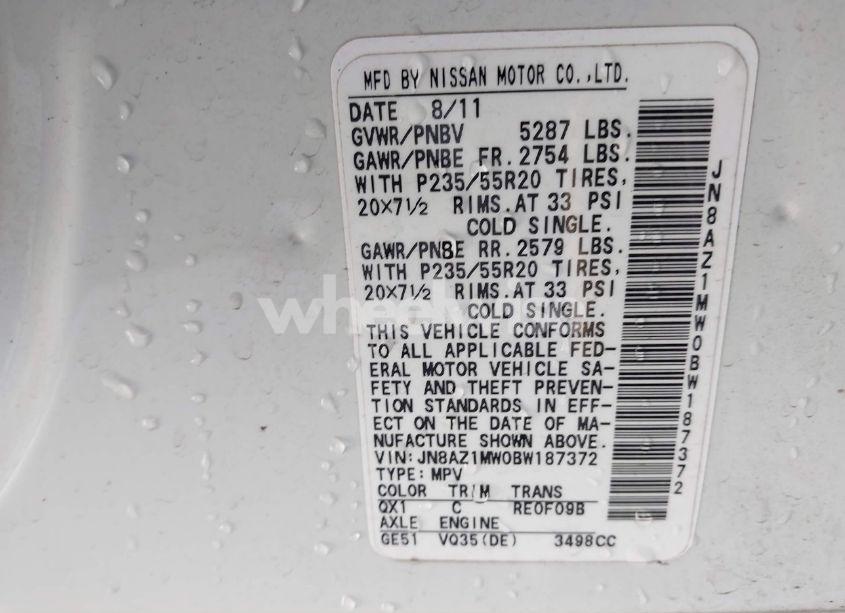 MFD BY NISSAN MOTOR CO.,LTD.
DATE 8/11
GVWR/PNBV 5287 LBS.
GAWR/PNBE FR. 2754 LBS.
WITH P235/55R20 TIRES,
20×7½ RIMS.AT 33 PSI
COLD SINGLE.
GAWR/PNBE RR. 2579 LBS.
WITH P235/55R20 TIRES,
20×7½ RIMS.AT 33 PSI
COLD SINGLE.
THIS VEHICLE CONFORMS
TO ALL APPLICABLE FED-
ERAL MOTOR VEHICLE SA-
FETY AND THEFT PREVEN-
TION STANDARDS IN EFF-
ECT ON THE DATE OF MA-
NUFACTURE SHOWN ABOVE.
VIN:JN8AZ1MW0BW187372
TYPE: MPV
COLOR TRIM TRANS
QX1 C RE0F09B
AXLE ENGINE
GE51 VQ35(DE) 3498CC
JN8AZ1MW0BW187372